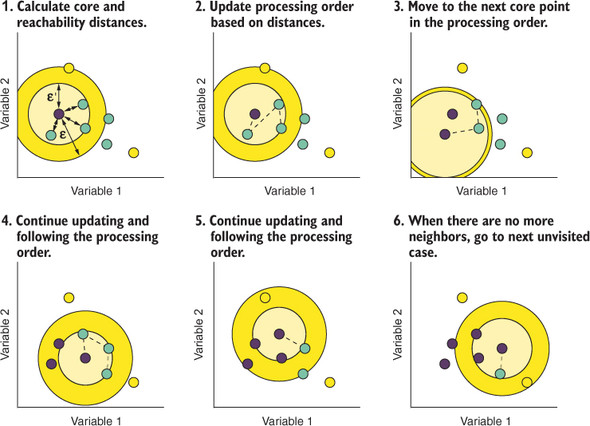 1. Calculate core and
reachability distances.
2. Update processing order
based on distances.
3. Move to the next core point
in the processing order.
Variable 2
ε'
ε
Variable 1
Variable 2
Variable 1
Variable 2
Variable 1
4. Continue updating and
following the processing
order.
5. Continue updating and
following the processing
order.
6. When there are no more
neighbors, go to next unvisited
case.
Variable 2
Variable 1
Variable 2
Variable 1
Variable 2
Variable 1